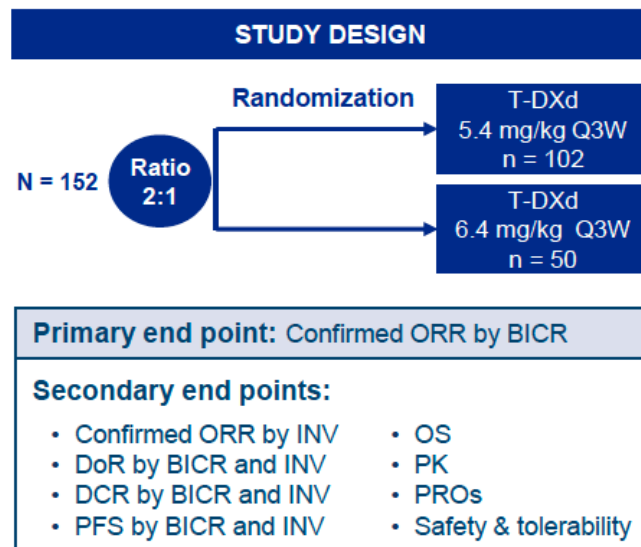 STUDY DESIGN
Randomization
N = 152
Ratio
2:1
T-DXd
5.4 mg/kg Q3W
n = 102
T-DXd
6.4 mg/kg Q3W
n = 50
Primary end point: Confirmed ORR by BICR
Secondary end points:
• Confirmed ORR by INV
• DoR by BICR and INV
• DCR by BICR and INV
• PFS by BICR and INV
• OS
• PK
• PROs
• Safety & tolerability